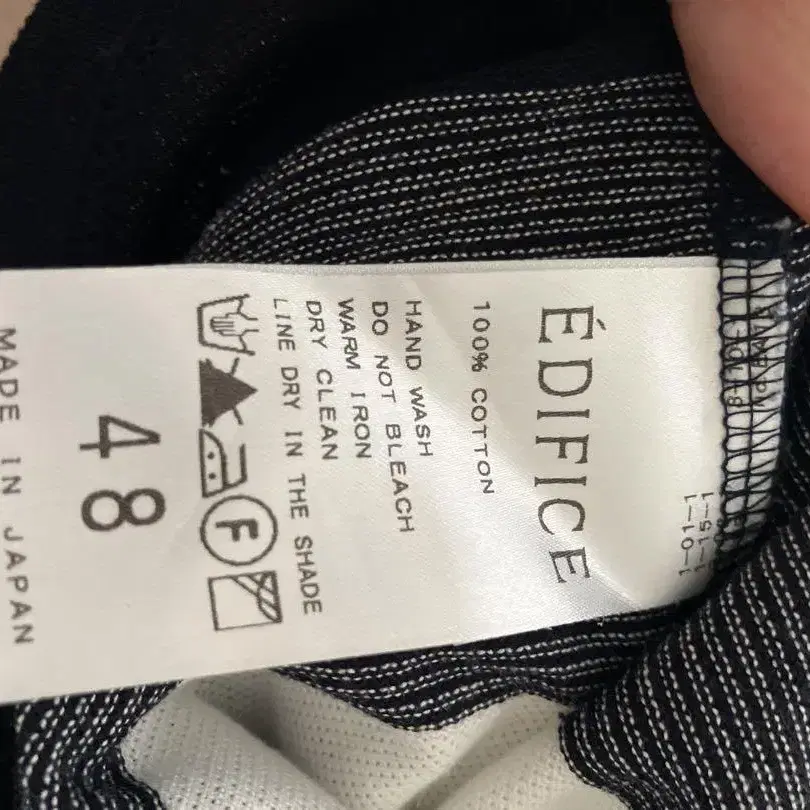 ÉDIFICE
100% COTTON
HAND WASH
DO NOT BLEACH
WARM IRON
DRY CLEAN
LINE DRY IN THE SHADE
F
48
MADE IN JAPAN